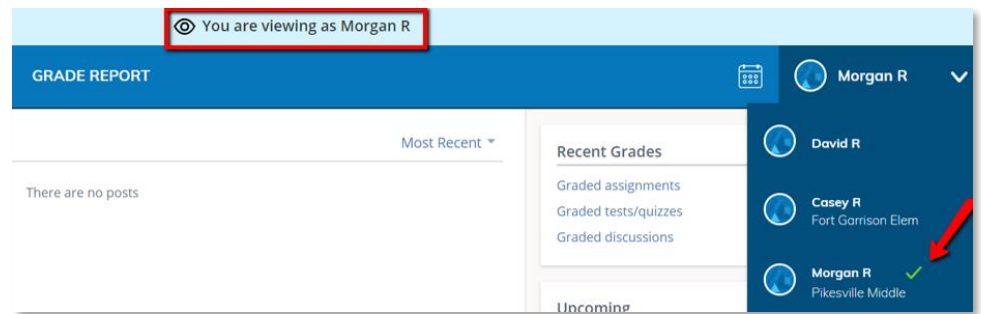 You are viewing as Morgan R
GRADE REPORT
Morgan R
Most Recent
There are no posts
Recent Grades
Graded assignments
Graded tests/quizzes
Graded discussions
Upcoming
David R
Casey R
Fort Garrison Elem
Morgan R
Pikesville Middle